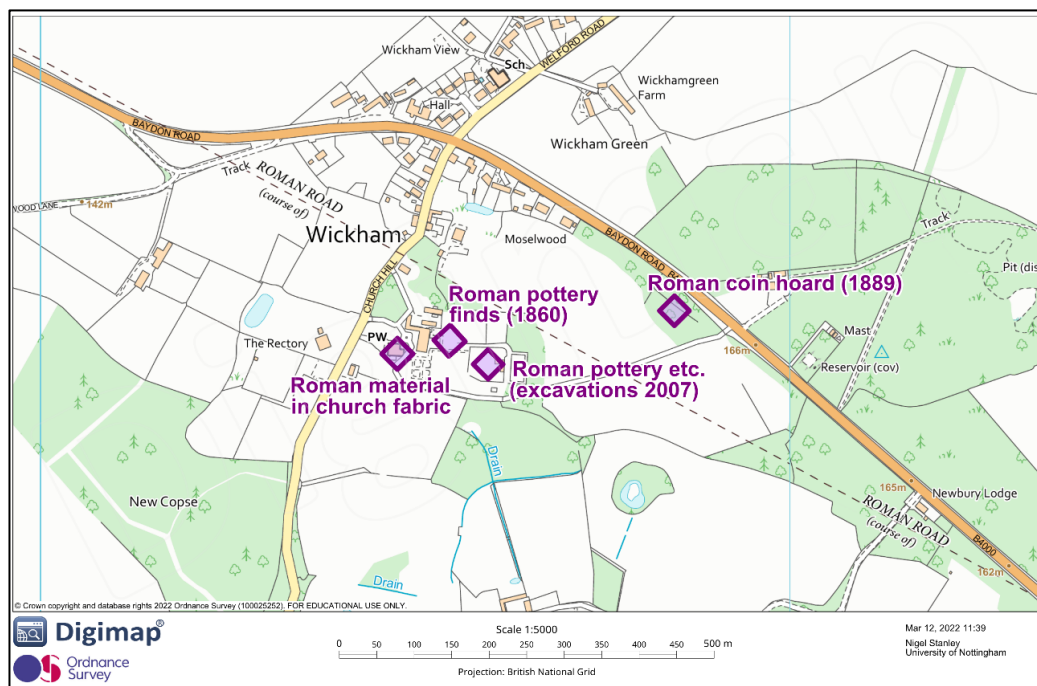 Wickham View
Sch
WELFORD ROAD
Wickhamgreen
Farm
Hall
BAYDON ROAD
Wickham Green
Track
ROMAN ROAD
(course of)
WOOD LANE
142m
Wickham
Moselwood
BAYDON ROAD
Track
Pit (dis
CHURCH HILL
Roman coin hoard (1889)
Roman pottery
finds (1860)
PW
The Rectory
Mast
166m
Reservoir (cov)
Roman pottery etc.
(excavations 2007)
Roman material
in church fabric
Drain
New Copse
165m
Newbury Lodge
ROMAN ROAD
(course of)
B4000
162m
Drain
© Crown copyright and database rights 2022 Ordnance Survey (100025252), FOR EDUCATIONAL USE ONLY.
Digimap®
Ordnance
Survey
Scale 1:5000
0 50 100 150 200 250 300 350 400 450 500 m
Projection: British National Grid
Mar 12, 2022 11:39
Nigel Stanley
University of Nottingham